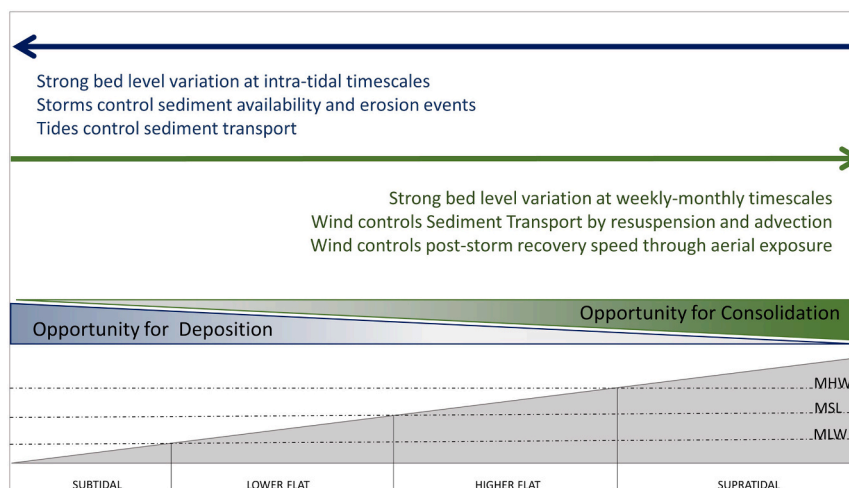 Strong bed level variation at intra-tidal timescales
Storms control sediment availability and erosion events
Tides control sediment transport
Strong bed level variation at weekly-monthly timescales
Wind controls Sediment Transport by resuspension and advection
Wind controls post-storm recovery speed through aerial exposure
Opportunity for Consolidation
Opportunity for Deposition
MHW
MSL
MLW
SUBTIDAL LOWER FLAT HIGHER FLAT SUPRATIDAL